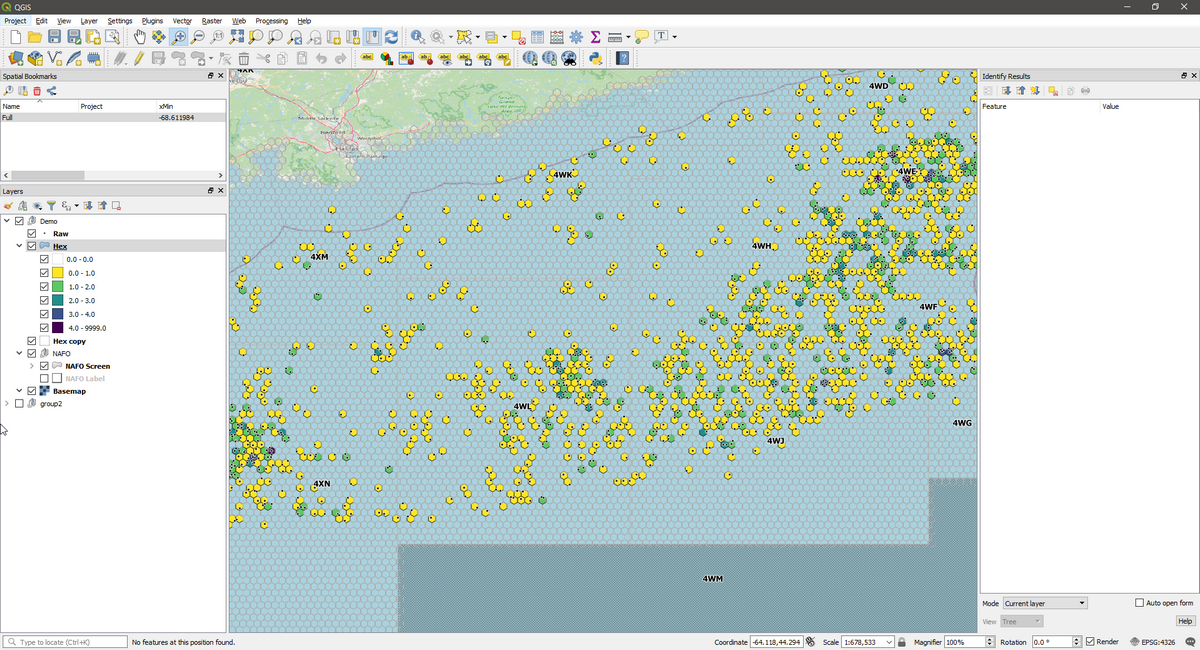 QGIS
Project Edit View Layer Settings Plugins Vector Raster Web Processing Help
Spatial Bookmarks
Name Project xMin
Full -68.611984
Layers
Demo
Raw
Hex
0.0 - 0.0
0.0 - 1.0
1.0 - 2.0
2.0 - 3.0
3.0 - 4.0
4.0 - 9999.0
Hex copy
NAFO
NAFO Screen
NAFO Label
Basemap
group2
4XR
Middle Sackville
Halifax
4WD
4WE
4WK
4WH
4XM
4WF
4WL
4WG
4WJ
4XN
4WM
Identify Results
Feature Value
Mode Current layer Auto open form
View Tree Help
Type to locate (Ctrl+K) No features at this position found. Coordinate -64.118,44.294 Scale 1:678,533 Magnifier 100% Rotation 0.0 ° Render EPSG:4326